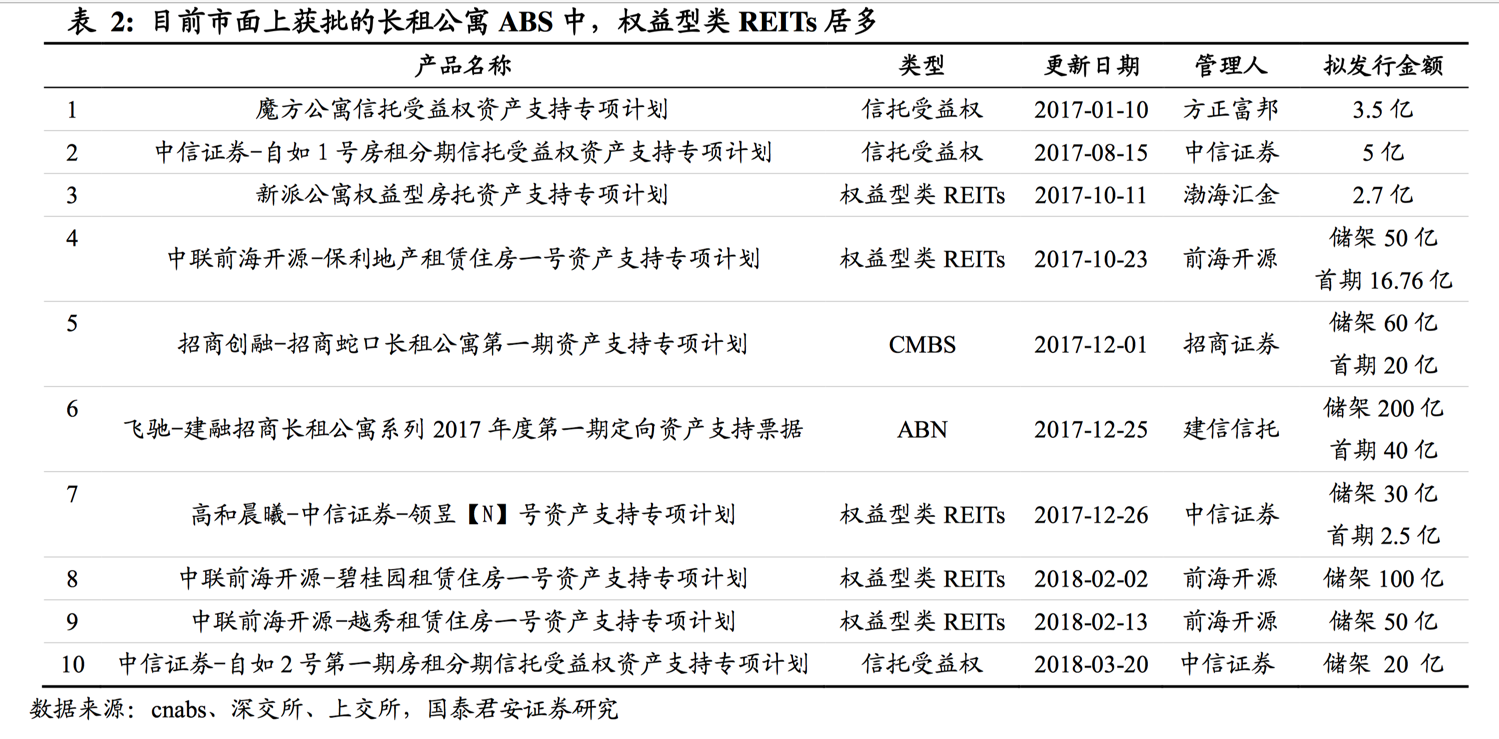 表 2：目前市面上获批的长租公寓 ABS 中，权益型类 REITs 居多
产品名称 类型 更新日期 管理人 拟发行金额
1 魔方公寓信托受益权资产支持专项计划 信托受益权 2017-01-10 方正富邦 3.5 亿
2 中信证券-自如 1 号房租分期信托受益权资产支持专项计划 信托受益权 2017-08-15 中信证券 5 亿
3 新派公寓权益型房托资产支持专项计划 权益型类 REITs 2017-10-11 渤海汇金 2.7 亿
4 中联前海开源-保利地产租赁住房一号资产支持专项计划 权益型类 REITs 2017-10-23 前海开源 储架 50 亿
首期 16.76 亿
5 招商创融-招商蛇口长租公寓第一期资产支持专项计划 CMBS 2017-12-01 招商证券 储架 60 亿
首期 20 亿
6 飞驰-建融招商长租公寓系列 2017 年度第一期定向资产支持票据 ABN 2017-12-25 建信信托 储架 200 亿
首期 40 亿
7 高和晨曦-中信证券-领昱【N】号资产支持专项计划 权益型类 REITs 2017-12-26 中信证券 储架 30 亿
首期 2.5 亿
8 中联前海开源-碧桂园租赁住房一号资产支持专项计划 权益型类 REITs 2018-02-02 前海开源 储架 100 亿
9 中联前海开源-越秀租赁住房一号资产支持专项计划 权益型类 REITs 2018-02-13 前海开源 储架 50 亿
10 中信证券-自如 2 号第一期房租分期信托受益权资产支持专项计划 信托受益权 2018-03-20 中信证券 储架 20 亿
数据来源：cnabs、深交所、上交所，国泰君安证券研究